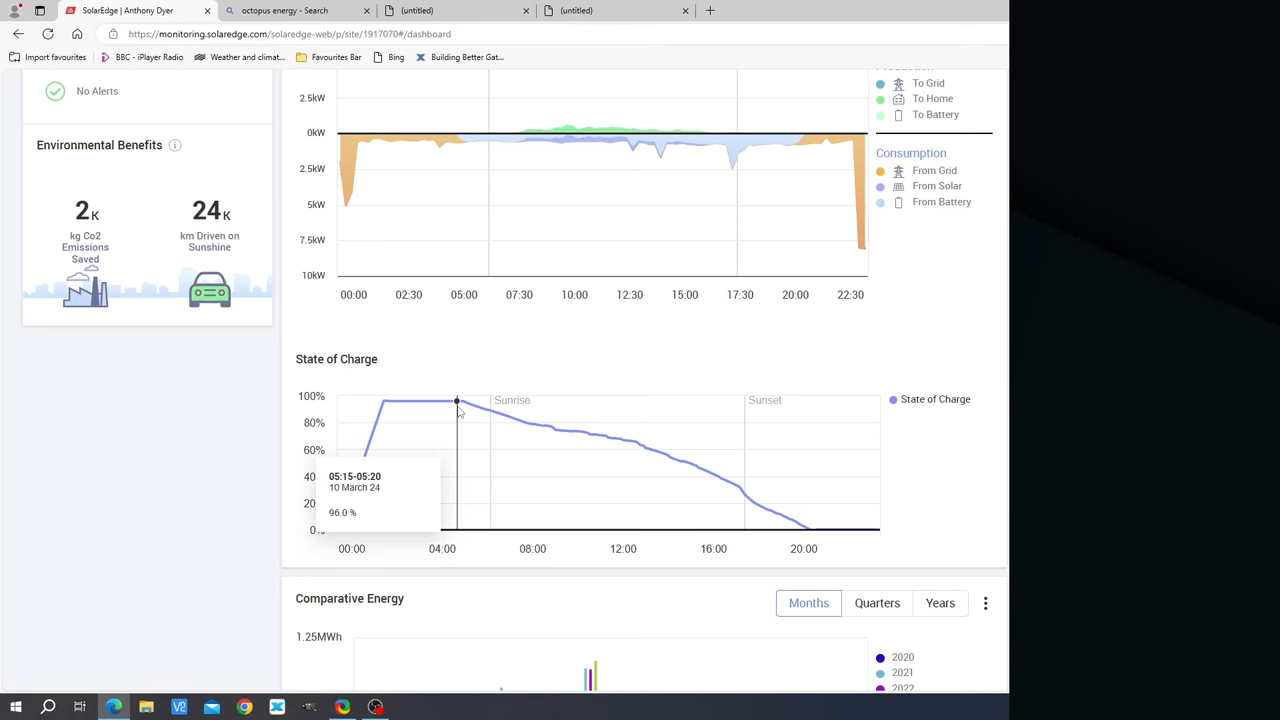 SolarEdge | Anthony Dyer
octopus energy - Search
(untitled)
(untitled)
https://monitoring.solaredge.com/solaredge-web/p/site/1917070#/dashboard
Import favourites
BBC - iPlayer Radio
Weather and climat...
Favourites Bar
Bing
Building Better Gat...
No Alerts
Environmental Benefits
2K
kg Co2
Emissions
Saved
24K
km Driven on
Sunshine
2.5kW
0kW
2.5kW
5kW
7.5kW
10kW
00:00 02:30 05:00 07:30 10:00 12:30 15:00 17:30 20:00 22:30
Production
To Grid
To Home
To Battery
Consumption
From Grid
From Solar
From Battery
State of Charge
100%
80%
60%
40
20
0%
Sunrise
Sunset
State of Charge
05:15-05:20
10 March 24
96.0 %
00:00 04:00 08:00 12:00 16:00 20:00
Comparative Energy
Months Quarters Years
1.25MWh
2020
2021
2022